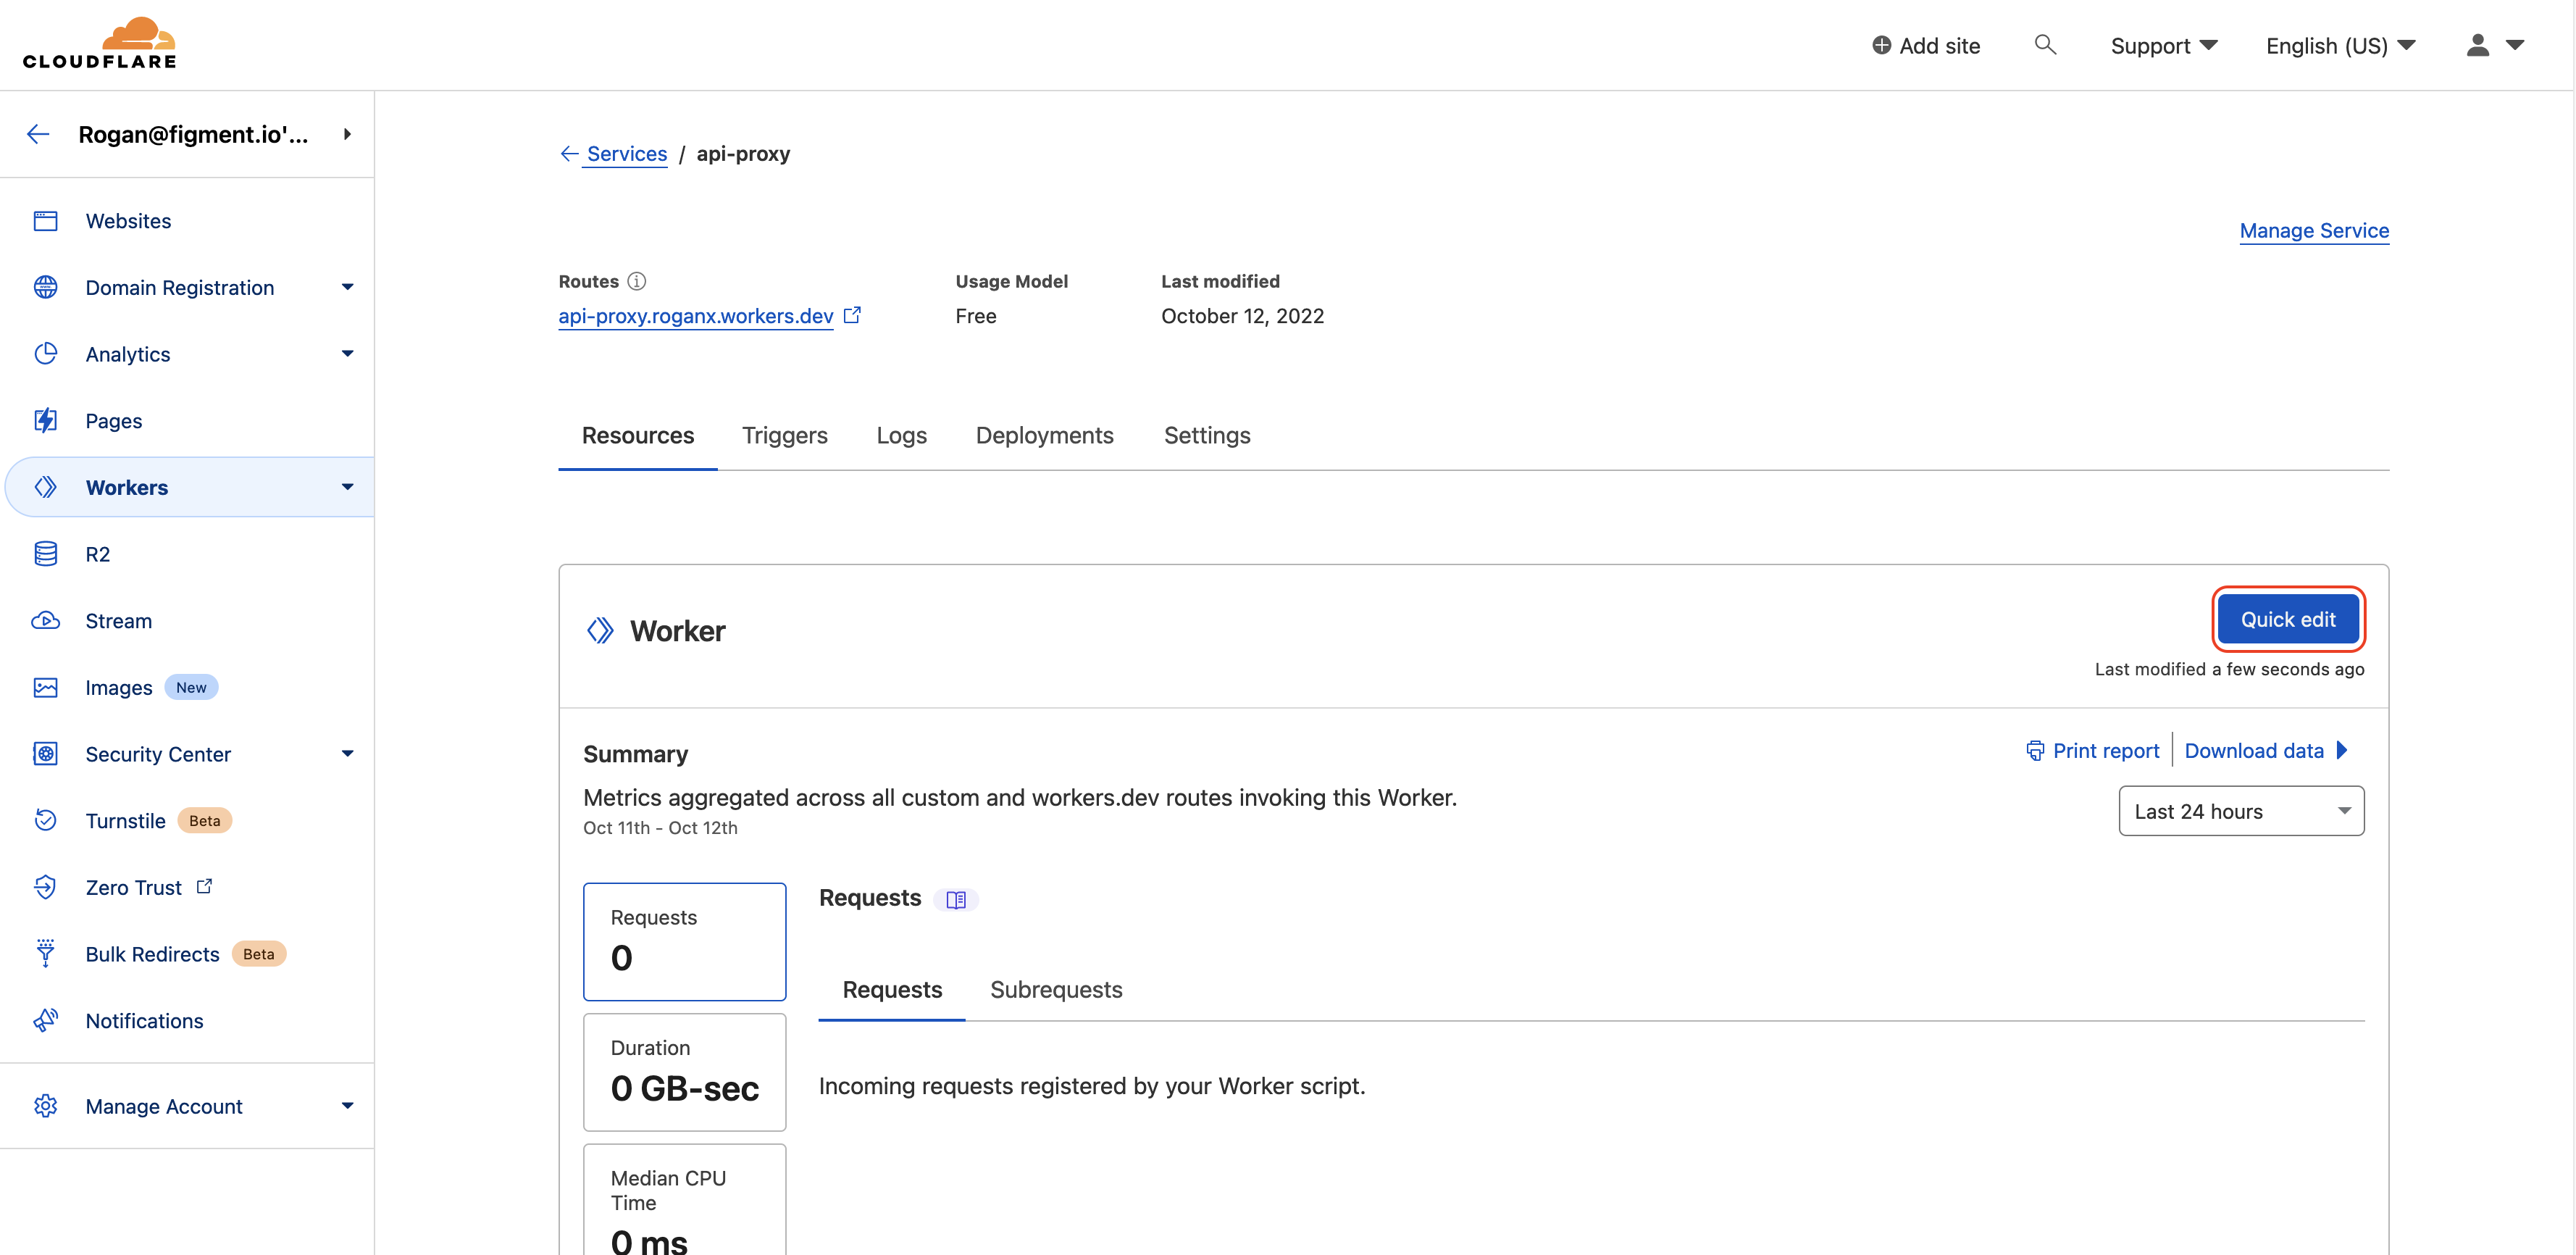 CLOUDFLARE
Add site
Support
English (US)
Rogan@figment.io'...
Websites
Domain Registration
Analytics
Pages
Workers
R2
Stream
Images New
Security Center
Turnstile Beta
Zero Trust
Bulk Redirects Beta
Notifications
Manage Account
Services / api-proxy
Manage Service
Routes Usage Model Last modified
api-proxy.roganx.workers.dev Free October 12, 2022
Resources Triggers Logs Deployments Settings
Worker
Quick edit
Last modified a few seconds ago
Summary
Print report Download data
Metrics aggregated across all custom and workers.dev routes invoking this Worker.
Oct 11th - Oct 12th
Last 24 hours
Requests
0
Duration
0 GB-sec
Median CPU
Time
0 ms
Requests
Requests Subrequests
Incoming requests registered by your Worker script.